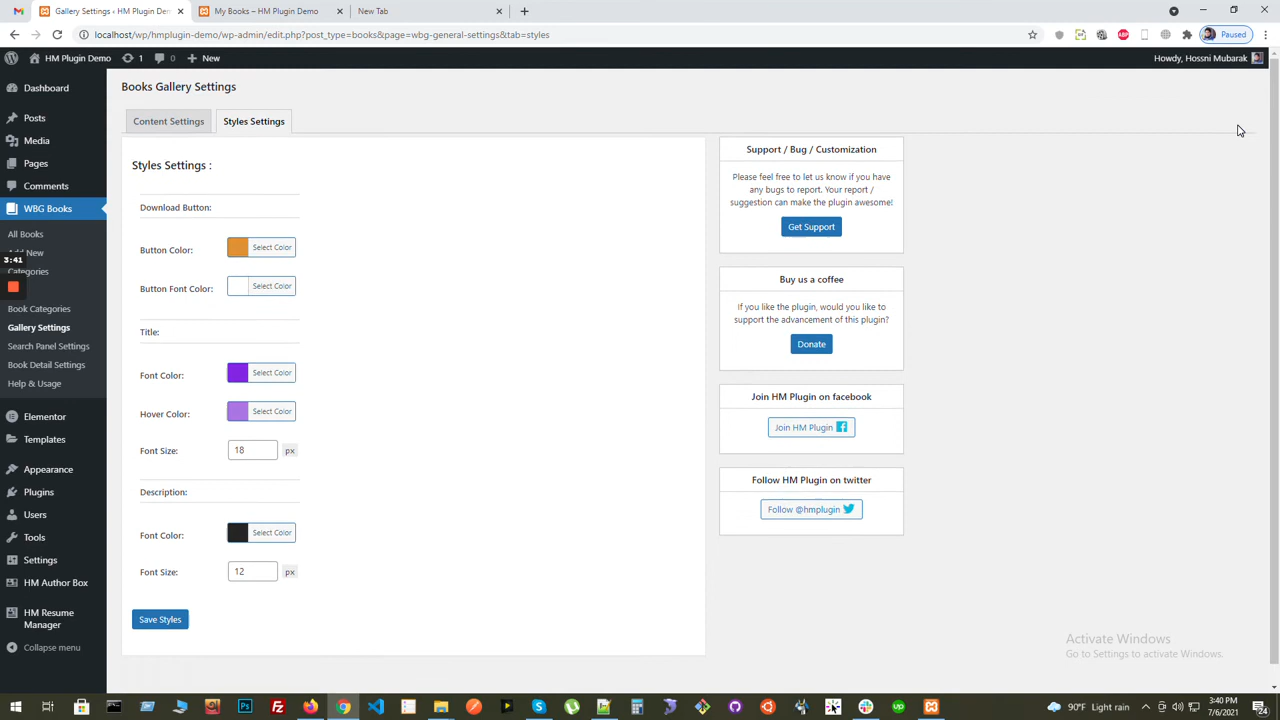 Gallery Settings ‹ HM Plugin De
My Books – HM Plugin Demo
New Tab
localhost/wp/hmplugin-demo/wp-admin/edit.php?post_type=books&page=wbg-general-settings&tab=styles
ABP
Paused
HM Plugin Demo
1
0
New
Howdy, Hossni Mubarak
Dashboard
Posts
Media
Pages
Comments
WBG Books
All Books
Add New
3:41
Categories
Book Categories
Gallery Settings
Search Panel Settings
Book Detail Settings
Help & Usage
Elementor
Templates
Appearance
Plugins
Users
Tools
Settings
HM Author Box
HM Resume
Manager
Collapse menu
Books Gallery Settings
Content Settings
Styles Settings
Styles Settings :
Download Button:
Button Color:
Select Color
Button Font Color:
Select Color
Title:
Font Color:
Select Color
Hover Color:
Select Color
Font Size:
18
px
Description:
Font Color:
Select Color
Font Size:
12
px
Save Styles
Support / Bug / Customization
Please feel free to let us know if you have
any bugs to report. Your report /
suggestion can make the plugin awesome!
Get Support
Buy us a coffee
If you like the plugin, would you like to
support the advancement of this plugin?
Donate
Join HM Plugin on facebook
Join HM Plugin
Follow HM Plugin on twitter
Follow @hmplugin
Activate Windows
Go to Settings to activate Windows.
90°F Light rain
3:40 PM
7/6/2021
24